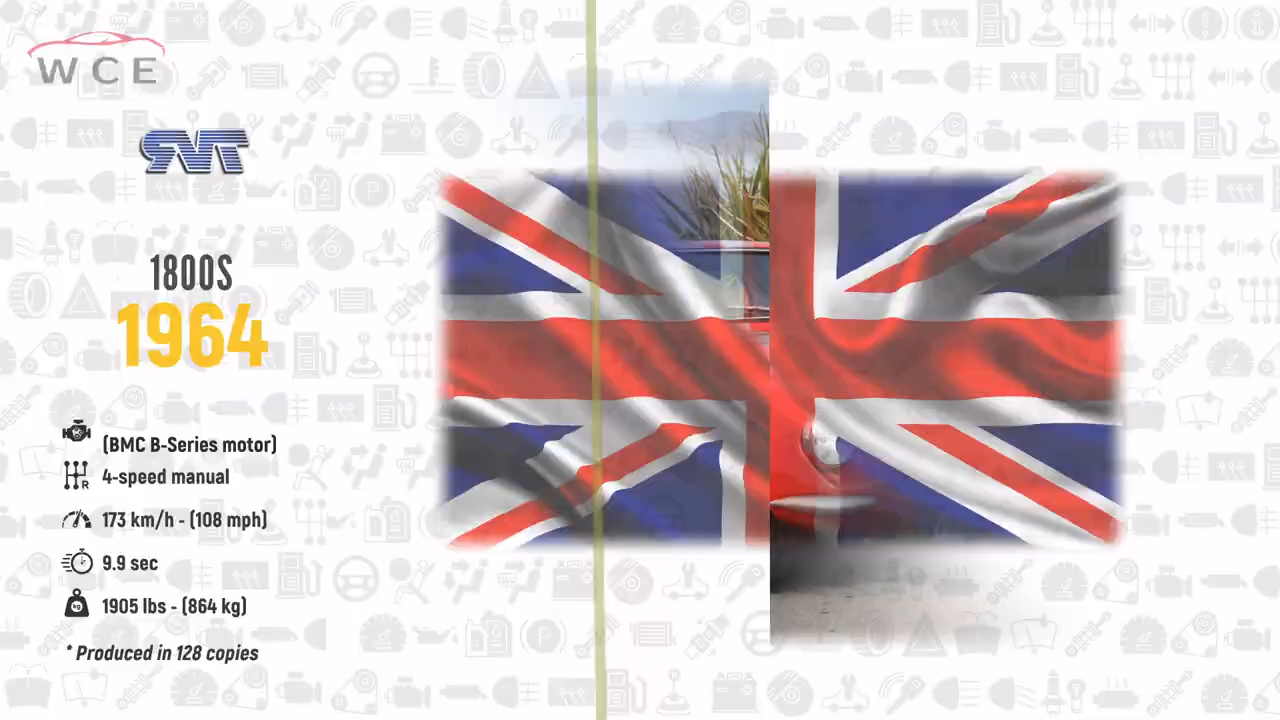 WCE
TVR
1800S
1964
(BMC B-Series motor)
4-speed manual
173 km/h - (108 mph)
9.9 sec
1905 lbs - (864 kg)
* Produced in 128 copies